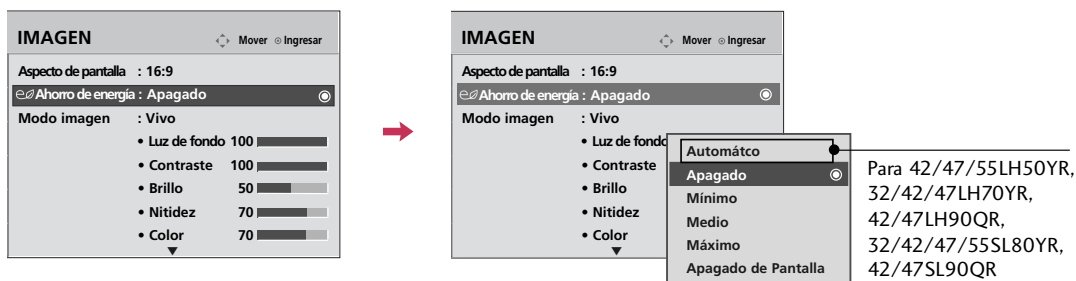 IMAGEN
Mover Ingresar
Aspecto de pantalla : 16:9
Ahorro de energía : Apagado
Modo imagen : Vivo
• Luz de fondo 100
• Contraste 100
• Brillo 50
• Nitidez 70
• Color 70
IMAGEN
Mover Ingresar
Aspecto de pantalla : 16:9
Ahorro de energía : Apagado
Modo imagen : Vivo
• Luz de fondo
• Contraste
• Brillo
• Nitidez
• Color
Automátco
Apagado
Mínimo
Medio
Máximo
Apagado de Pantalla
Para 42/47/55LH50YR,
32/42/47LH70YR,
42/47LH90QR,
32/42/47/55SL80YR,
42/47SL90QR